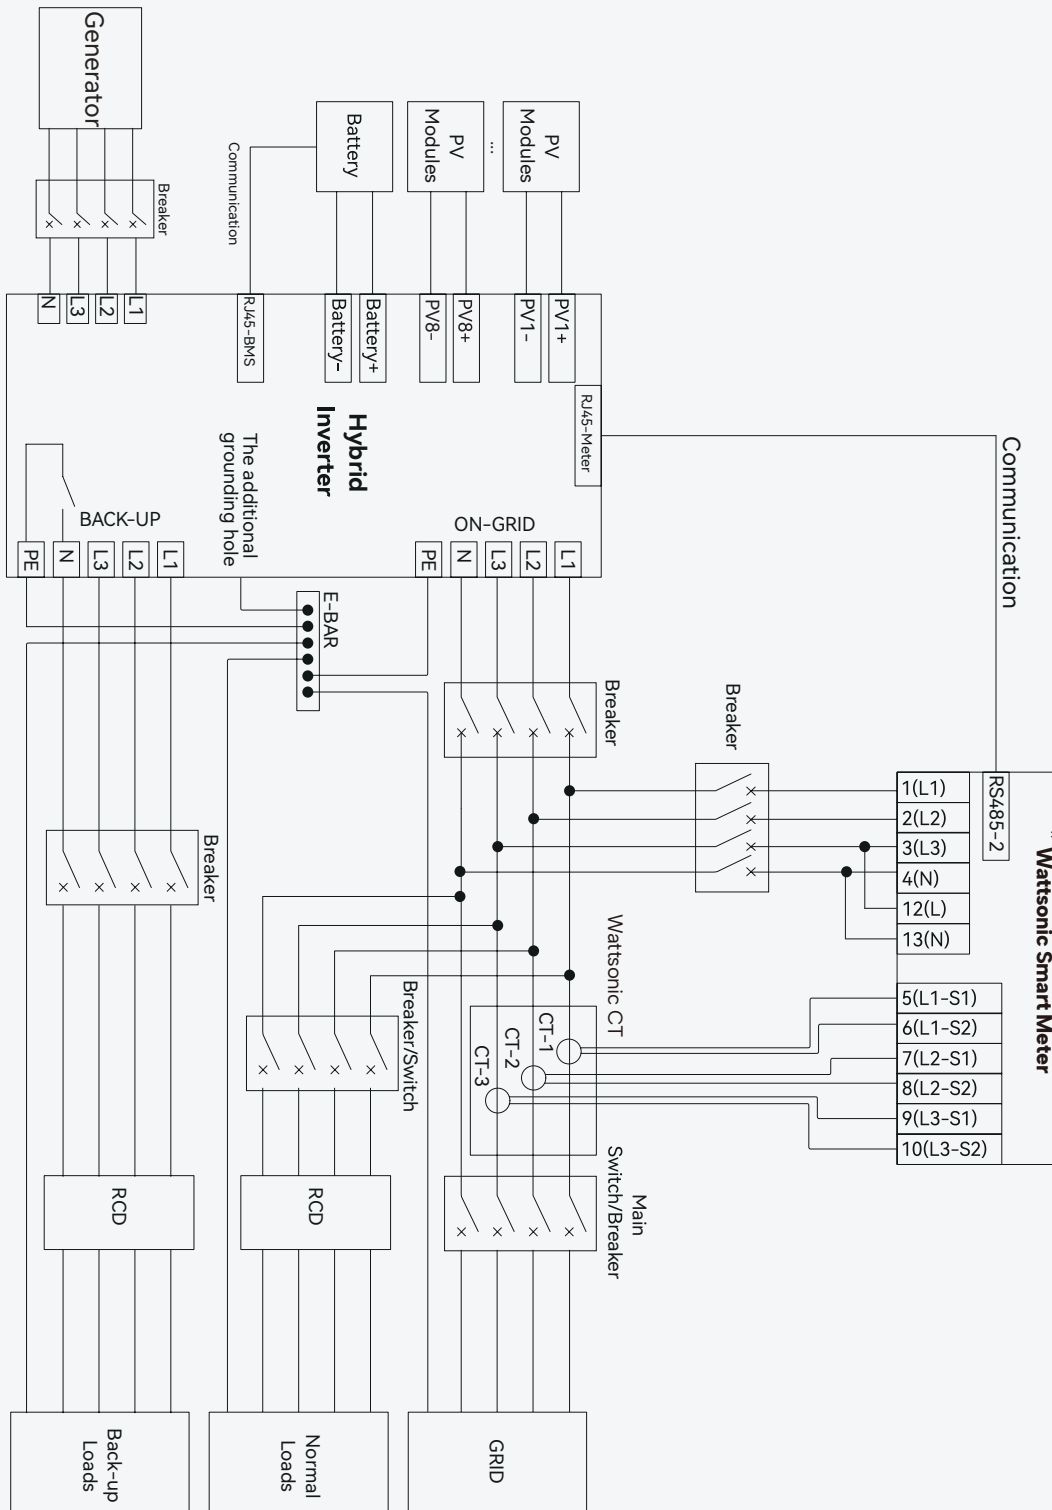 Generator
Breaker
N
L3
L2
L1
Communication
Battery
PV
Modules
...
PV
Modules
RJ45-BMS
Battery-
Battery+
PV8-
PV8+
PV1-
PV1+
RJ45-Meter
Hybrid
Inverter
The additional
grounding hole
BACK-UP
ON-GRID
PE
N
L3
L2
L1
PE
N
L3
L2
L1
Communication
E-BAR
Breaker
Breaker
RS485-2
1(L1)
2(L2)
3(L3)
4(N)
12(L)
13(N)
5(L1-S1)
6(L1-S2)
7(L2-S1)
8(L2-S2)
9(L3-S1)
10(L3-S2)
Wattsonic Smart Meter
Breaker
Breaker/Switch
Wattsonic CT
CT-1
CT-2
CT-3
Main
Switch/Breaker
RCD
RCD
Back-up
Loads
Normal
Loads
GRID